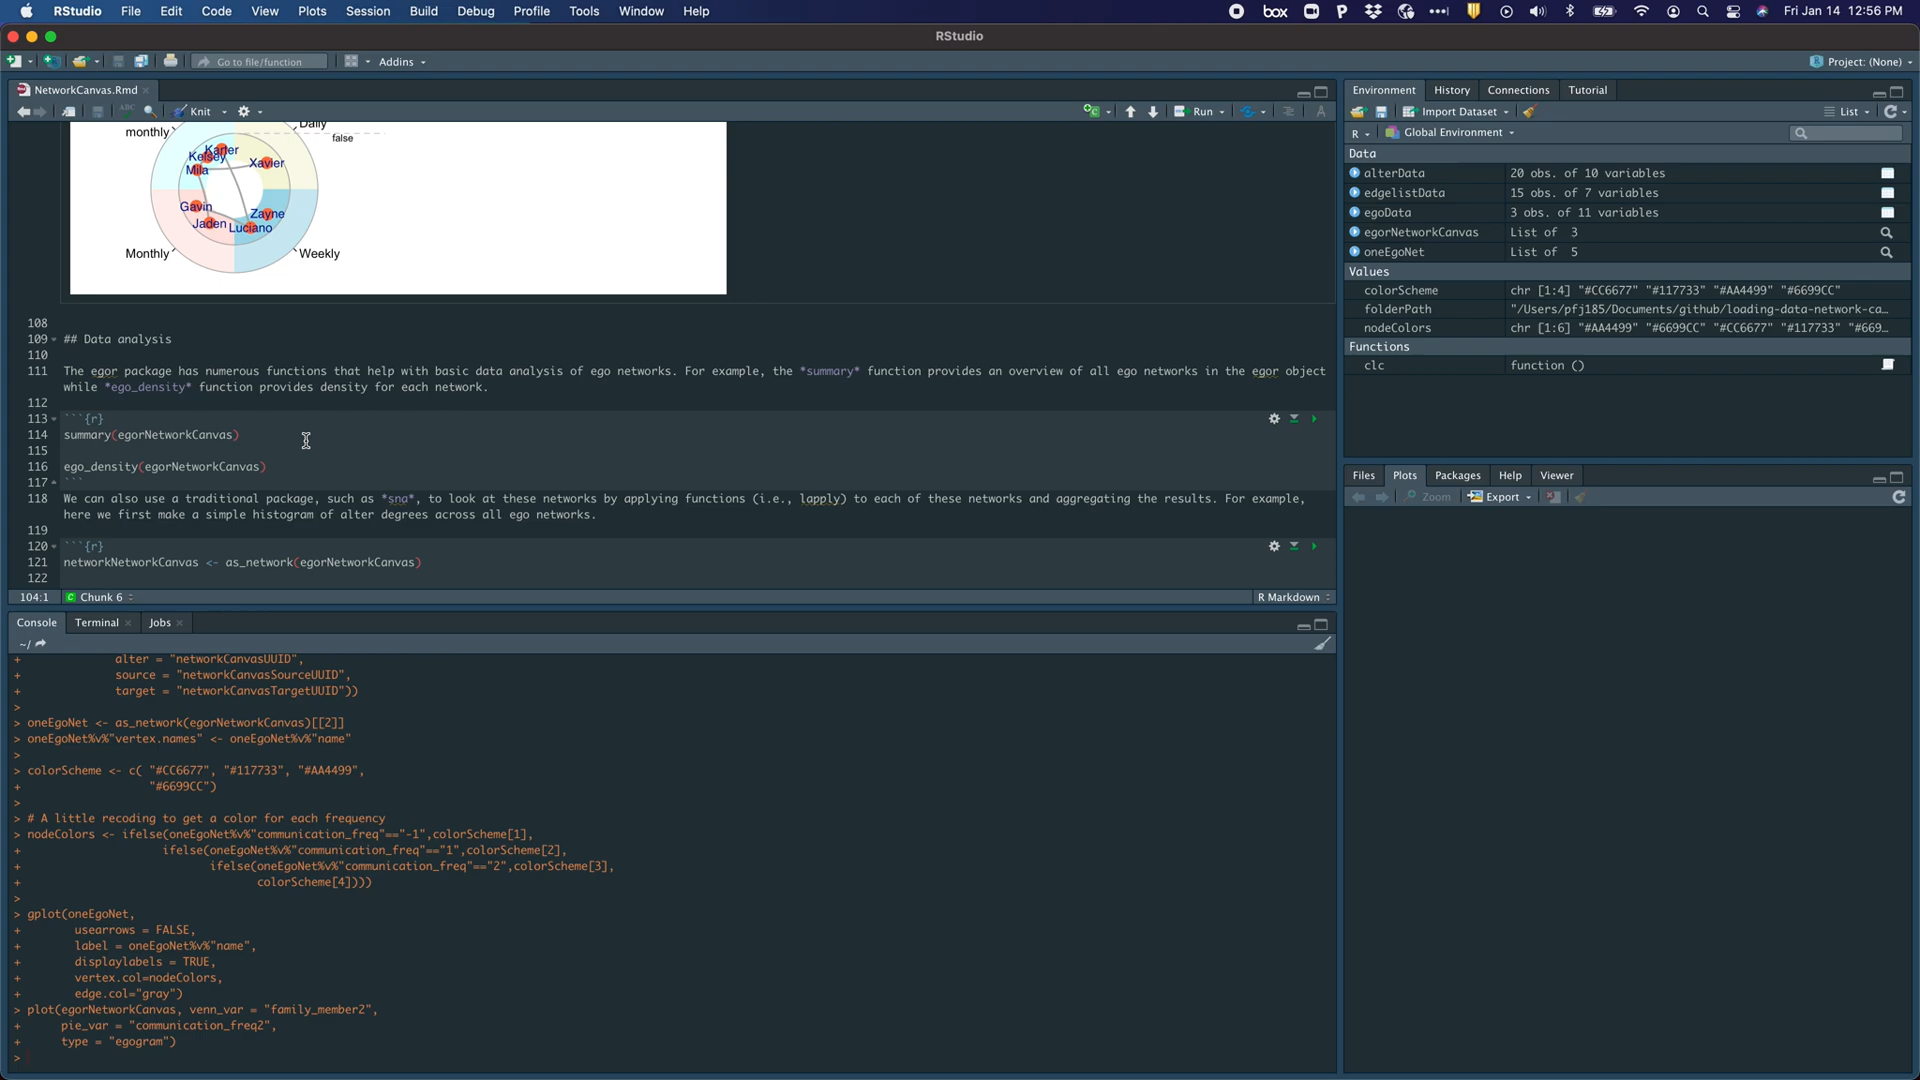 RStudio File Edit Code View Plots Session Build Debug Profile Tools Window Help box Fri Jan 14 12:56 PM
RStudio
Go to file/function Addins Project: (None)
NetworkCanvas.Rmd
Knit Run
monthly Daily
false
Karter
Kelsey Xavier
Mila
Gavin Zayne
Jaden Luciano
Monthly Weekly
108
109 ## Data analysis
110
111 The egor package has numerous functions that help with basic data analysis of ego networks. For example, the *summary* function provides an overview of all ego networks in the egor object
while *ego_density* function provides density for each network.
112
113 ```{r}
114 summary(egorNetworkCanvas)
115
116 ego_density(egorNetworkCanvas)
117 ```
118 We can also use a traditional package, such as *sna*, to look at these networks by applying functions (i.e., lapply) to each of these networks and aggregating the results. For example,
here we first make a simple histogram of alter degrees across all ego networks.
119
120 ```{r}
121 networkNetworkCanvas <- as_network(egorNetworkCanvas)
122
104:1 C Chunk 6 R Markdown
Console Terminal Jobs
~/
+ alter = "networkCanvasUUID",
+ source = "networkCanvasSourceUUID",
+ target = "networkCanvasTargetUUID"))
>
> oneEgoNet <- as_network(egorNetworkCanvas)[[2]]
> oneEgoNet%v%"vertex.names" <- oneEgoNet%v%"name"
>
> colorScheme <- c( "#CC6677", "#117733", "#AA4499",
+ "#6699CC")
>
> # A little recoding to get a color for each frequency
> nodeColors <- ifelse(oneEgoNet%v%"communication_freq"=="-1",colorScheme[1],
+ ifelse(oneEgoNet%v%"communication_freq"=="1",colorScheme[2],
+ ifelse(oneEgoNet%v%"communication_freq"=="2",colorScheme[3],
+ colorScheme[4])))
>
> gplot(oneEgoNet,
+ usearrows = FALSE,
+ label = oneEgoNet%v%"name",
+ displaylabels = TRUE,
+ vertex.col=nodeColors,
+ edge.col="gray")
> plot(egorNetworkCanvas, venn_var = "family_member2",
+ pie_var = "communication_freq2",
+ type = "egogram")
>
Environment History Connections Tutorial
Import Dataset List
R Global Environment
Data
alterData 20 obs. of 10 variables
edgelistData 15 obs. of 7 variables
egoData 3 obs. of 11 variables
egorNetworkCanvas List of 3
oneEgoNet List of 5
Values
colorScheme chr [1:4] "#CC6677" "#117733" "#AA4499" "#6699CC"
folderPath "/Users/pfj185/Documents/github/loading-data-network-ca…
nodeColors chr [1:6] "#AA4499" "#6699CC" "#CC6677" "#117733" "#669…
Functions
clc function ()
Files Plots Packages Help Viewer
Zoom Export